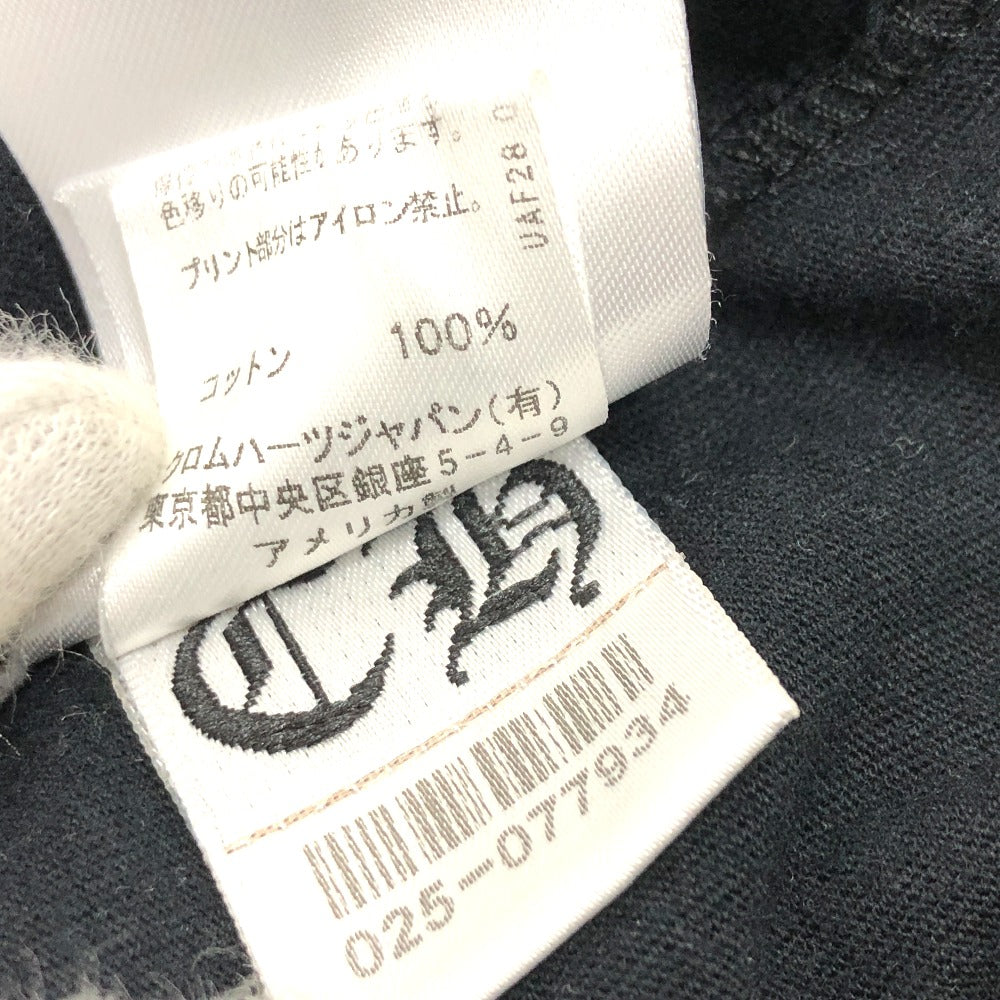 色移りの可能性もあります。
プリント部分はアイロン禁止。
コットン 100%
クロムハーツジャパン(有)
東京都中央区銀座5-4-9
アメリカ製
UAF28
CH
025-077934